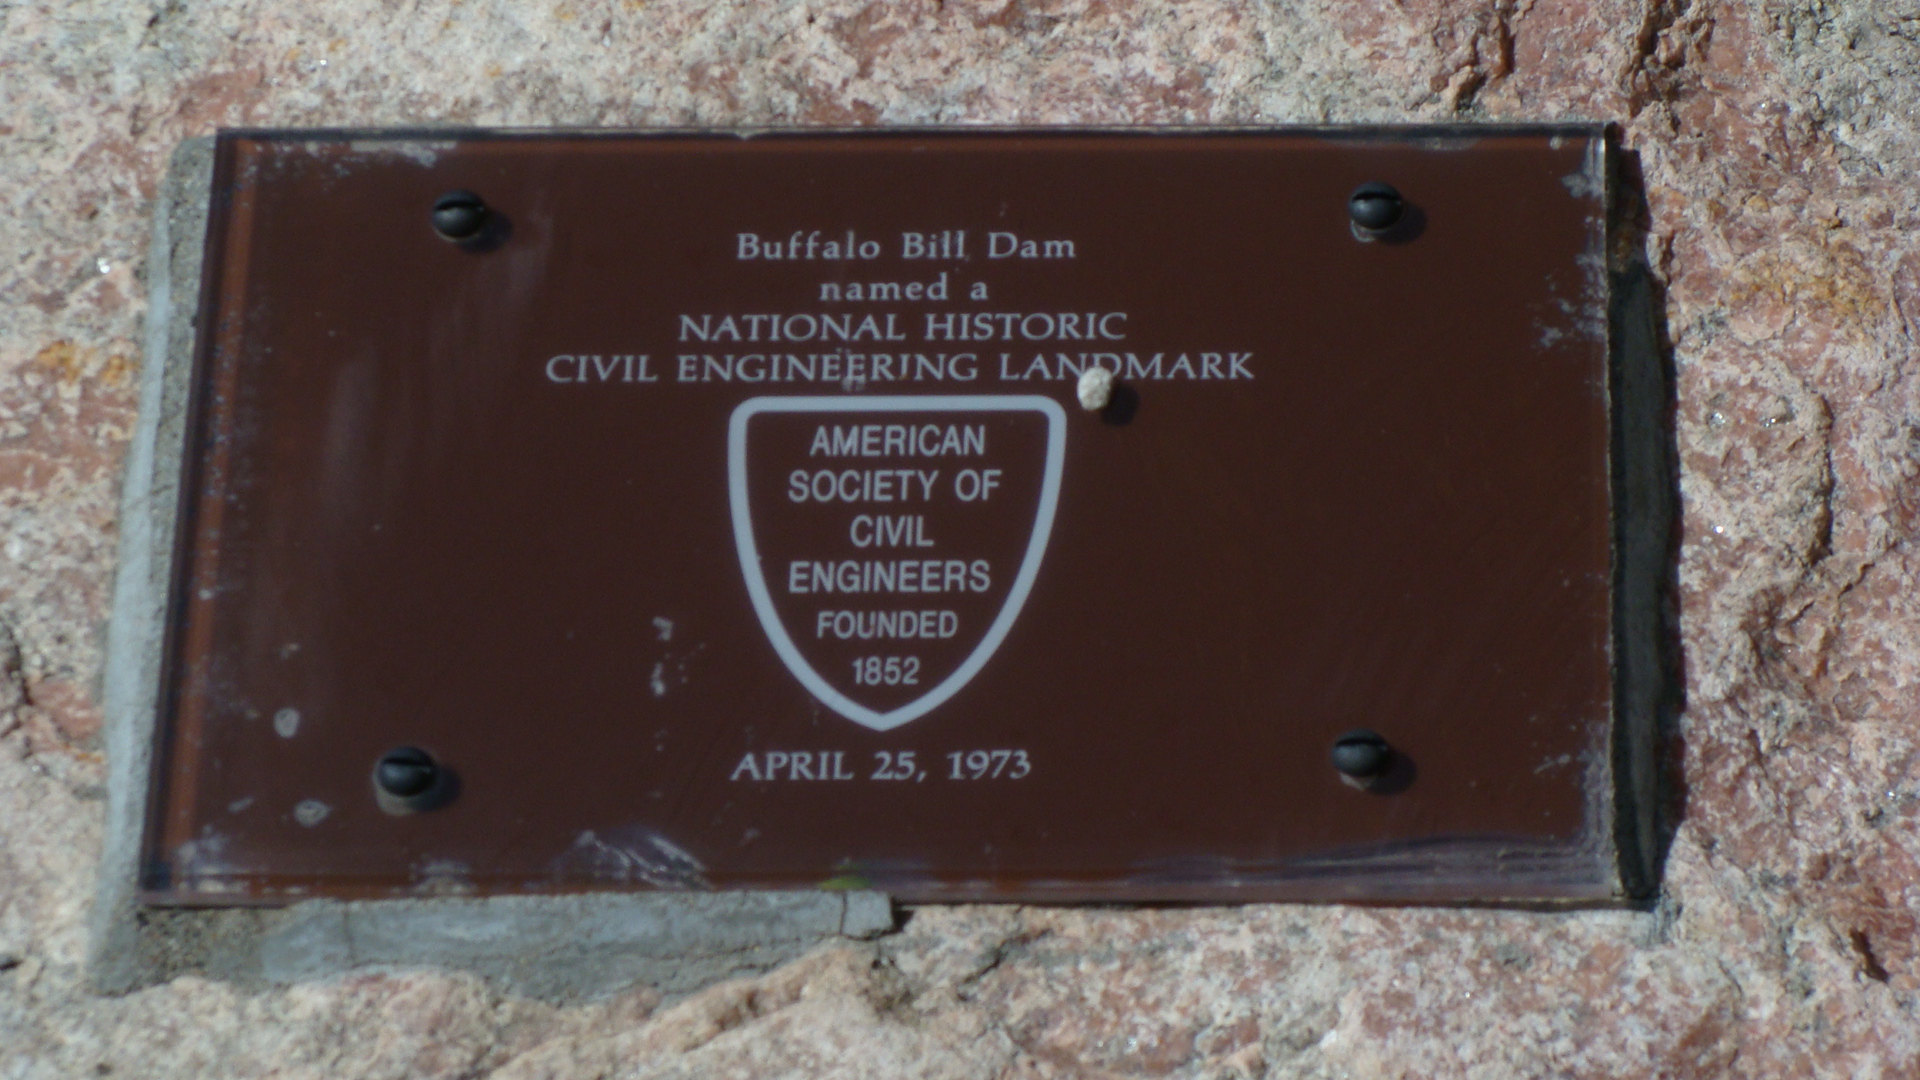 Buffalo Bill Dam
named a
NATIONAL HISTORIC
CIVIL ENGINEERING LANDMARK
AMERICAN
SOCIETY OF
CIVIL
ENGINEERS
FOUNDED
1852
APRIL 25, 1973